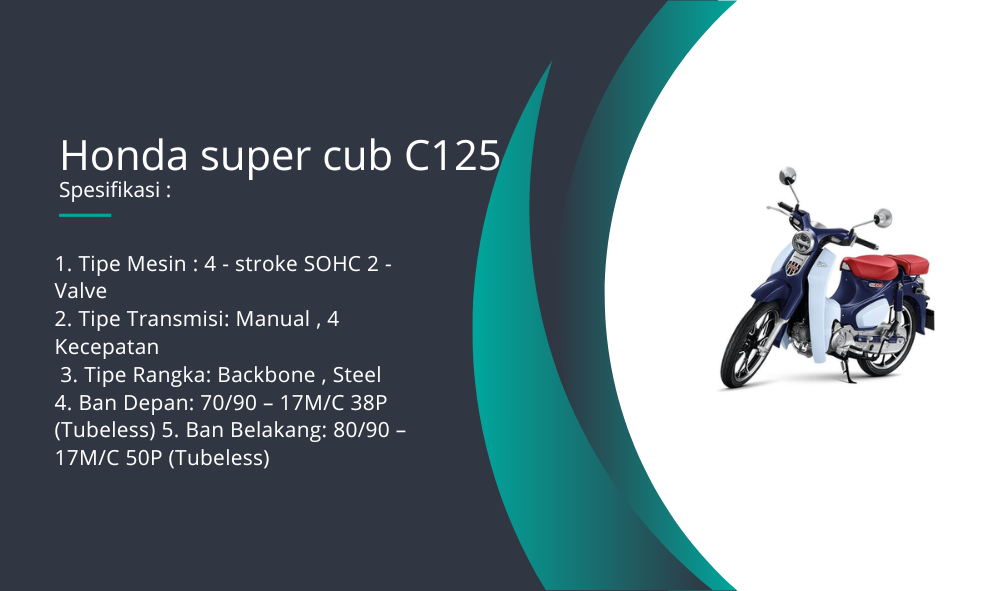 Honda super cub C125
Spesifikasi :
1. Tipe Mesin : 4 - stroke SOHC 2 -
Valve
2. Tipe Transmisi: Manual , 4
Kecepatan
3. Tipe Rangka: Backbone , Steel
4. Ban Depan: 70/90 – 17M/C 38P
(Tubeless) 5. Ban Belakang: 80/90 –
17M/C 50P (Tubeless)